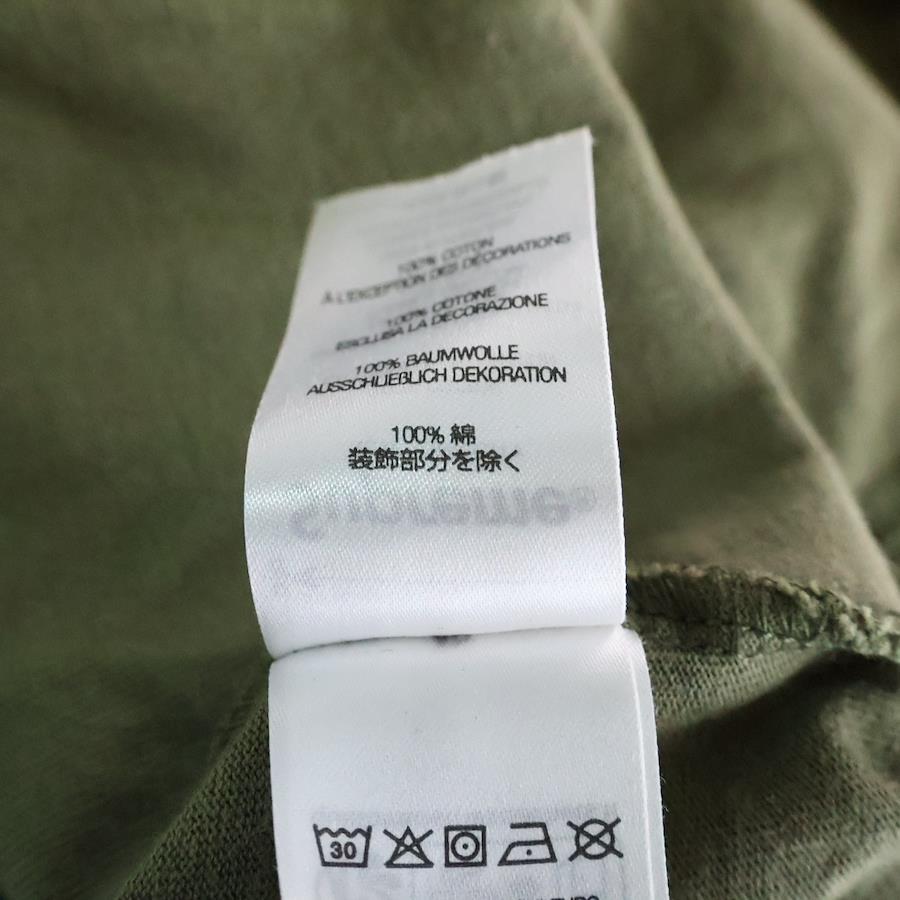 100% COTON
À L'EXCEPTION DES DÉCORATIONS
100% COTONE
ESCLUSA LA DECORAZIONE
100% BAUMWOLLE
AUSSCHLIEßLICH DEKORATION
100% 綿
装飾部分を除く
Supreme®
30